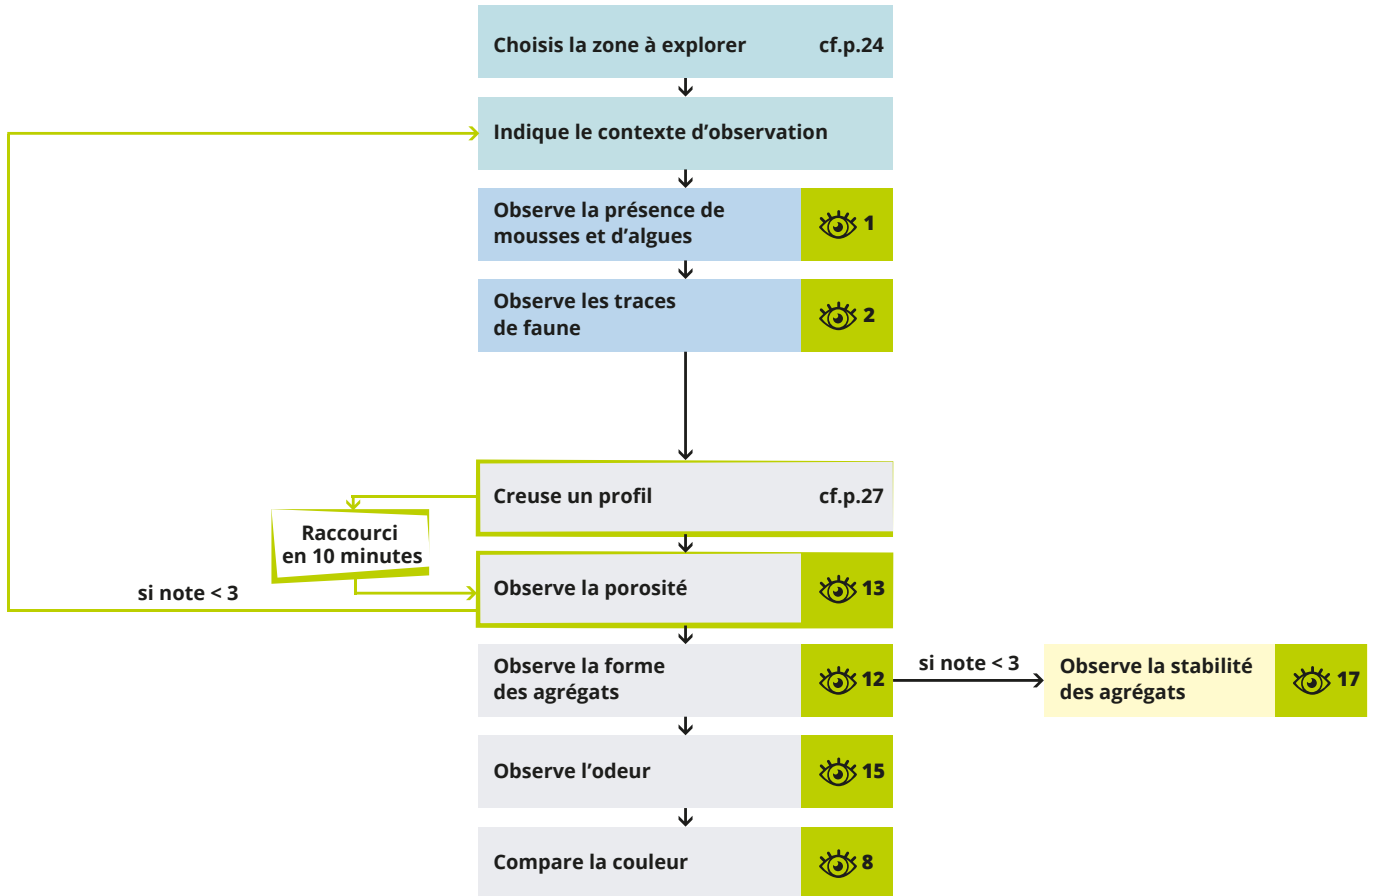 Choisis la zone à explorer cf.p.24
Indique le contexte d’observation
Observe la présence de
mousses et d’algues
1
Observe les traces
de faune
2
Creuse un profil cf.p.27
Raccourci
en 10 minutes
si note < 3
Observe la porosité 13
Observe la forme
des agrégats
12
si note < 3
Observe la stabilité
des agrégats
17
Observe l’odeur 15
Compare la couleur 8